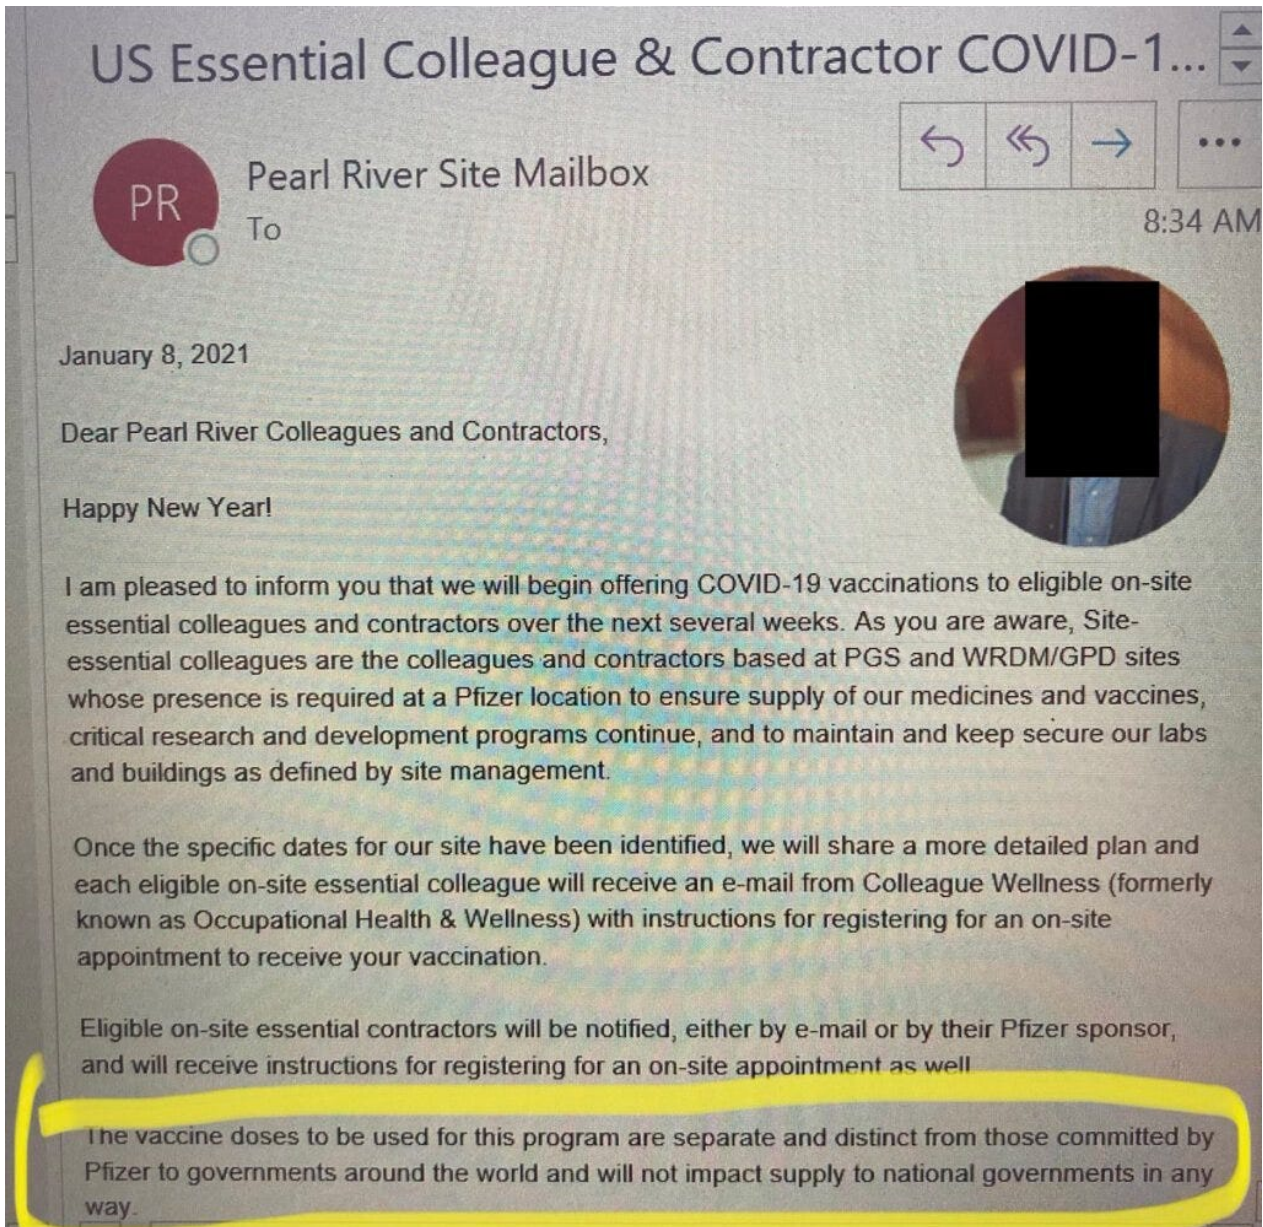 US Essential Colleague & Contractor COVID-1...
PR
Pearl River Site Mailbox
To
8:34 AM
January 8, 2021
Dear Pearl River Colleagues and Contractors,
Happy New Year!
I am pleased to inform you that we will begin offering COVID-19 vaccinations to eligible on-site
essential colleagues and contractors over the next several weeks. As you are aware, Site-
essential colleagues are the colleagues and contractors based at PGS and WRDM/GPD sites
whose presence is required at a Pfizer location to ensure supply of our medicines and vaccines,
critical research and development programs continue, and to maintain and keep secure our labs
and buildings as defined by site management.
Once the specific dates for our site have been identified, we will share a more detailed plan and
each eligible on-site essential colleague will receive an e-mail from Colleague Wellness (formerly
known as Occupational Health & Wellness) with instructions for registering for an on-site
appointment to receive your vaccination.
Eligible on-site essential contractors will be notified, either by e-mail or by their Pfizer sponsor,
and will receive instructions for registering for an on-site appointment as well
The vaccine doses to be used for this program are separate and distinct from those committed by
Pfizer to governments around the world and will not impact supply to national governments in any
way.